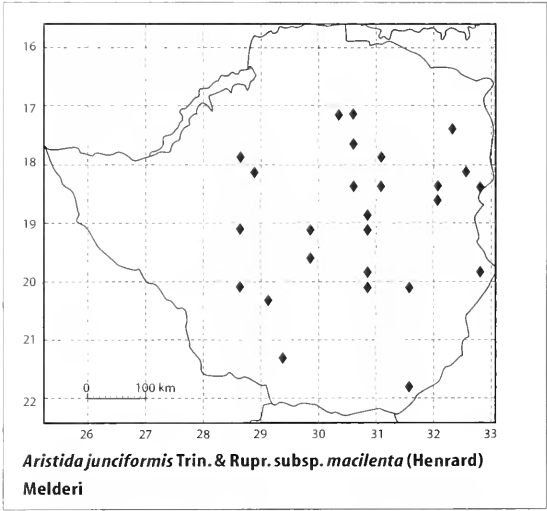 16
17
18
19
20
21
22
0 100 km
26 27 28 29 30 31 32 33
Aristida junciformis Trin. & Rupr. subsp. macilenta (Henrard)
Melderi